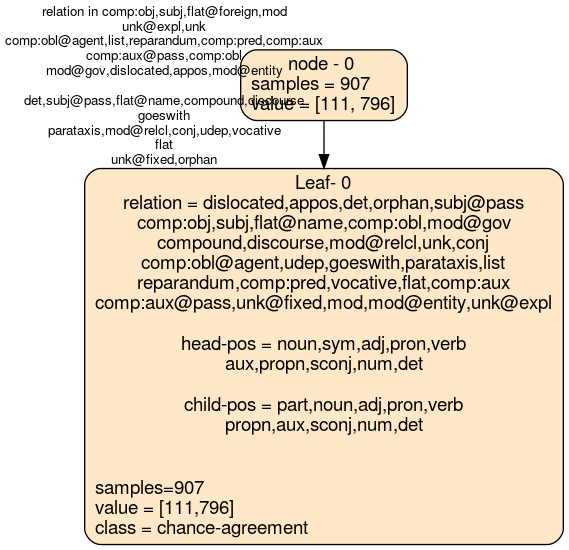 relation in comp:obj,subj,flat@foreign,mod
unk@expl,unk
comp:obl@agent,list,reparandum,comp:pred,comp:aux
comp:aux@pass,comp:obl
mod@gov,dislocated,appos,mod@entity
det,subj@pass,flat@name,compound,discourse
goeswith
parataxis,mod@relcl,conj,udep,vocative
flat
unk@fixed,orphan
node - 0
samples = 907
value = [111, 796]
Leaf- 0
relation = dislocated,appos,det,orphan,subj@pass
comp:obj,subj,flat@name,comp:obl,mod@gov
compound,discourse,mod@relcl,unk,conj
comp:obl@agent,udep,goeswith,parataxis,list
reparandum,comp:pred,vocative,flat,comp:aux
comp:aux@pass,unk@fixed,mod,mod@entity,unk@expl
head-pos = noun,sym,adj,pron,verb
aux,propn,sconj,num,det
child-pos = part,noun,adj,pron,verb
propn,aux,sconj,num,det
samples=907
value = [111,796]
class = chance-agreement